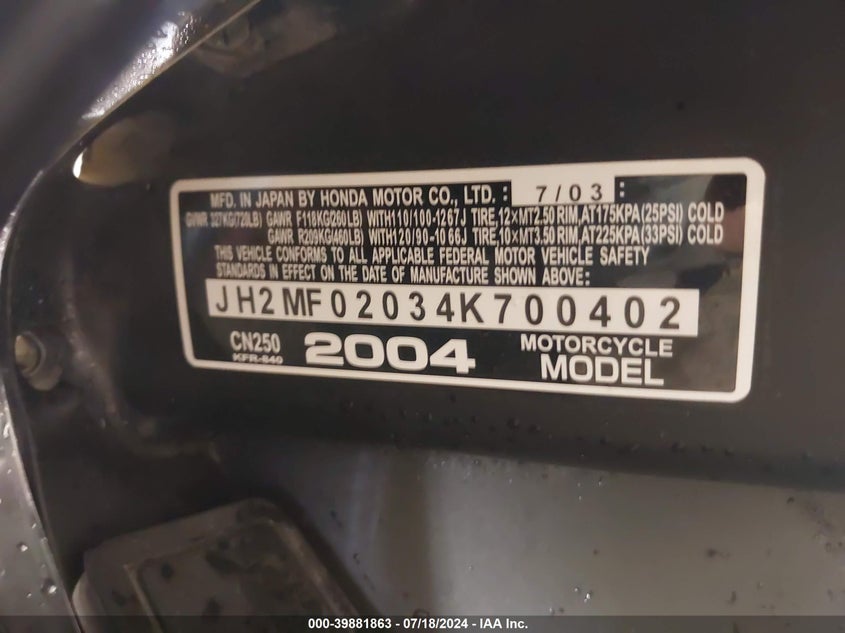 MFD. IN JAPAN BY HONDA MOTOR CO., LTD. : 7/03 :
GVWR 327KG(720LB) GAWR F118KG(260LB) WITH110/100-1267J TIRE,12×MT2.50 RIM,AT175KPA(25PSI) COLD
GAWR R209KG(460LB) WITH120/90-1066J TIRE,10×MT3.50 RIM,AT225KPA(33PSI) COLD
THIS VEHICLE CONFORMS TO ALL APPLICABLE FEDERAL MOTOR VEHICLE SAFETY
STANDARDS IN EFFECT ON THE DATE OF MANUFACTURE SHOWN ABOVE:
JH2MF02034K700402
CN250 2004 MOTORCYCLE
KFR-840 MODEL
000-39881863 - 07/18/2024 - IAA Inc.